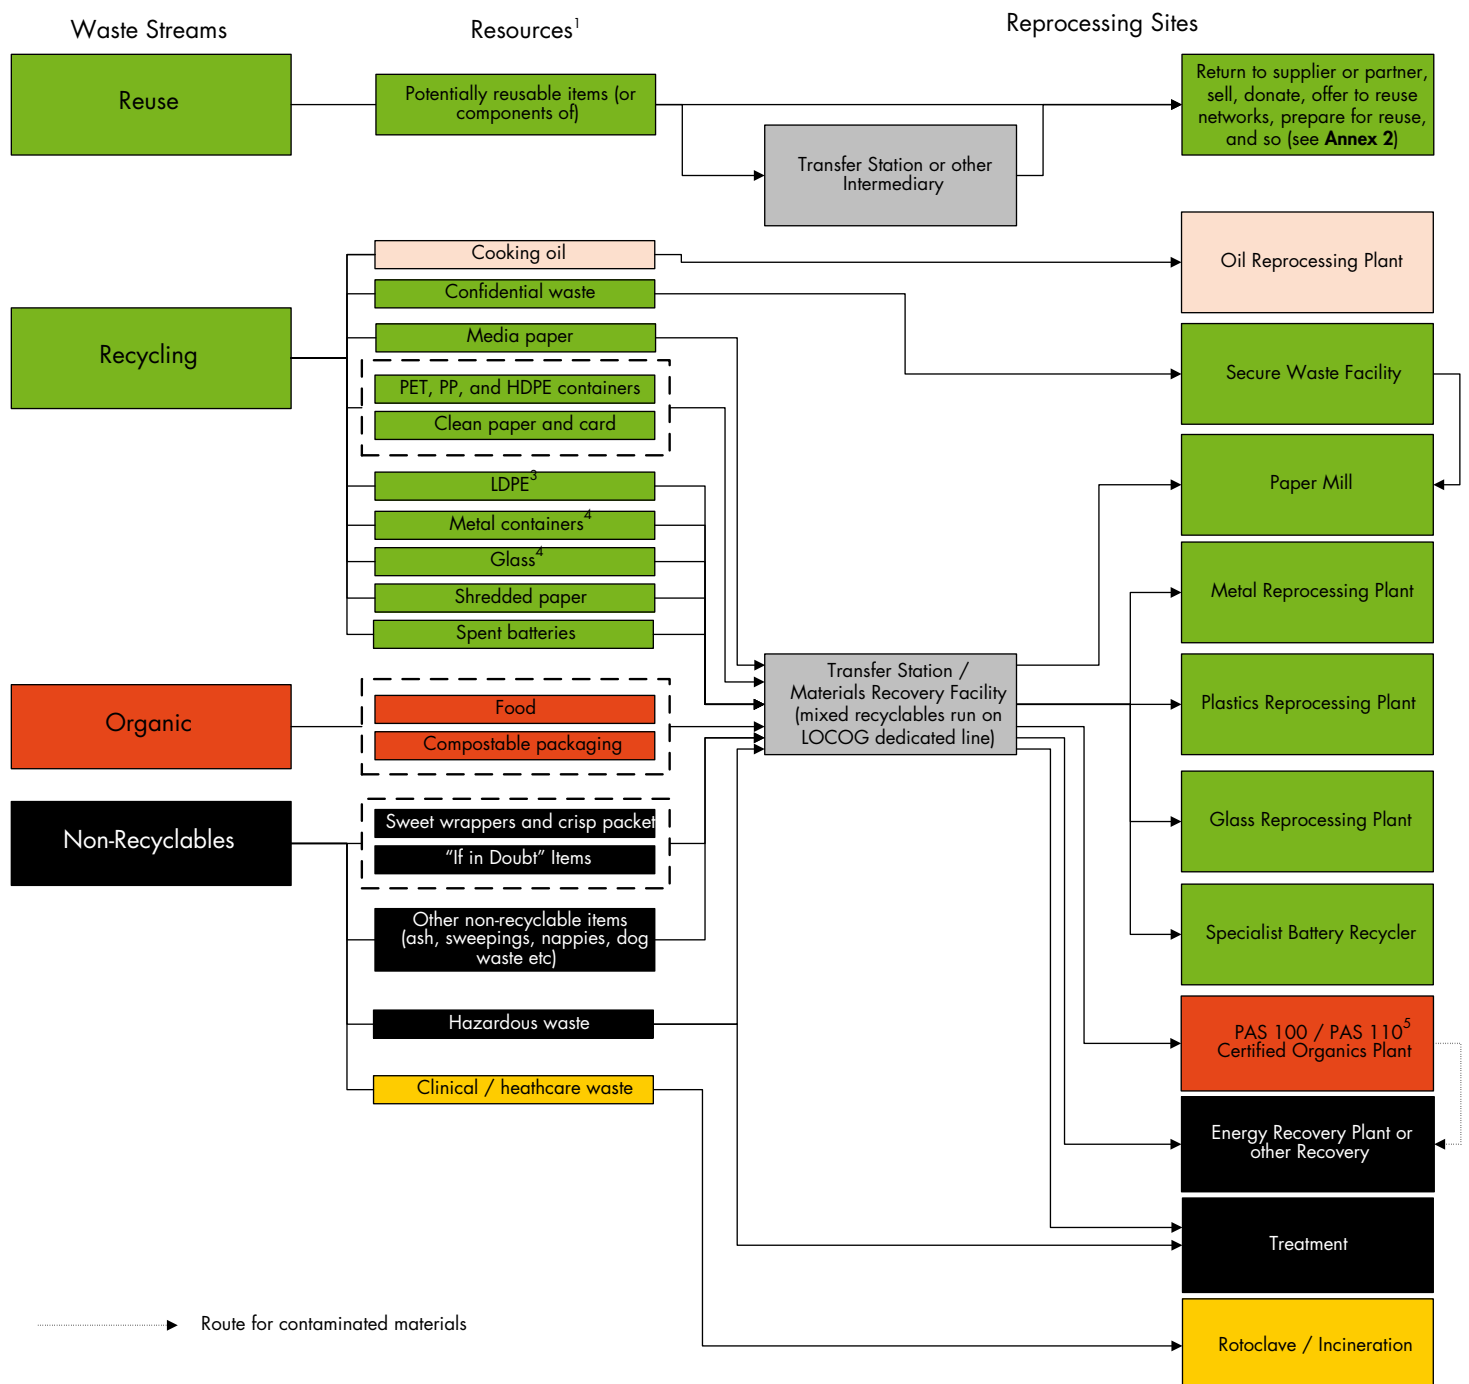 Waste Streams
Resources1
Reprocessing Sites
Reuse
Potentially reusable items (or
components of)
Transfer Station or other
Intermediary
Return to supplier or partner,
sell, donate, offer to reuse
networks, prepare for reuse,
and so (see Annex 2)
Recycling
Cooking oil
Confidential waste
Media paper
PET, PP, and HDPE containers
Clean paper and card
LDPE3
Metal containers4
Glass4
Shredded paper
Spent batteries
Organic
Food
Compostable packaging
Non-Recyclables
Sweet wrappers and crisp packet
“If in Doubt” Items
Other non-recyclable items
(ash, sweepings, nappies, dog
waste etc)
Hazardous waste
Clinical / heathcare waste
Transfer Station /
Materials Recovery Facility
(mixed recyclables run on
LOCOG dedicated line)
Oil Reprocessing Plant
Secure Waste Facility
Paper Mill
Metal Reprocessing Plant
Plastics Reprocessing Plant
Glass Reprocessing Plant
Specialist Battery Recycler
PAS 100 / PAS 1105
Certified Organics Plant
Energy Recovery Plant or
other Recovery
Treatment
Rotoclave / Incineration
Route for contaminated materials